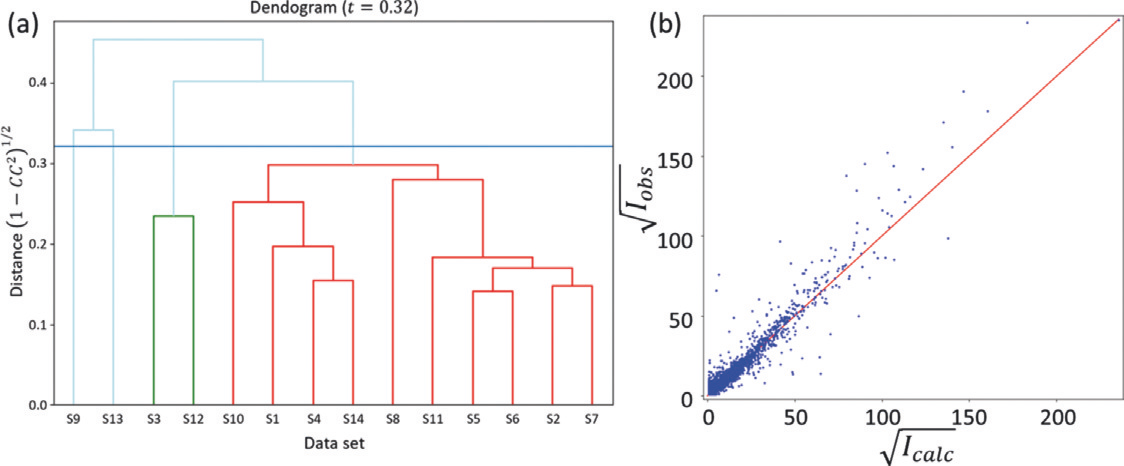 (a)
Dendogram (t = 0.32)
Distance (1 − CC²)^1/2
0.4
0.3
0.2
0.1
0.0
S9 S13 S3 S12 S10 S1 S4 S14 S8 S11 S5 S6 S2 S7
Data set
(b)
√I_obs
200
150
100
50
0
0 50 100 150 200
√I_calc